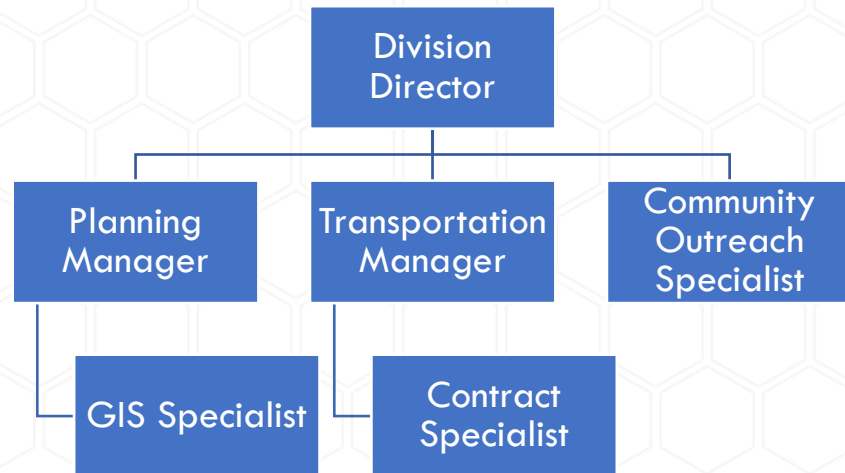 Division
Director
Planning
Manager
Transportation
Manager
Community
Outreach
Specialist
GIS Specialist
Contract
Specialist